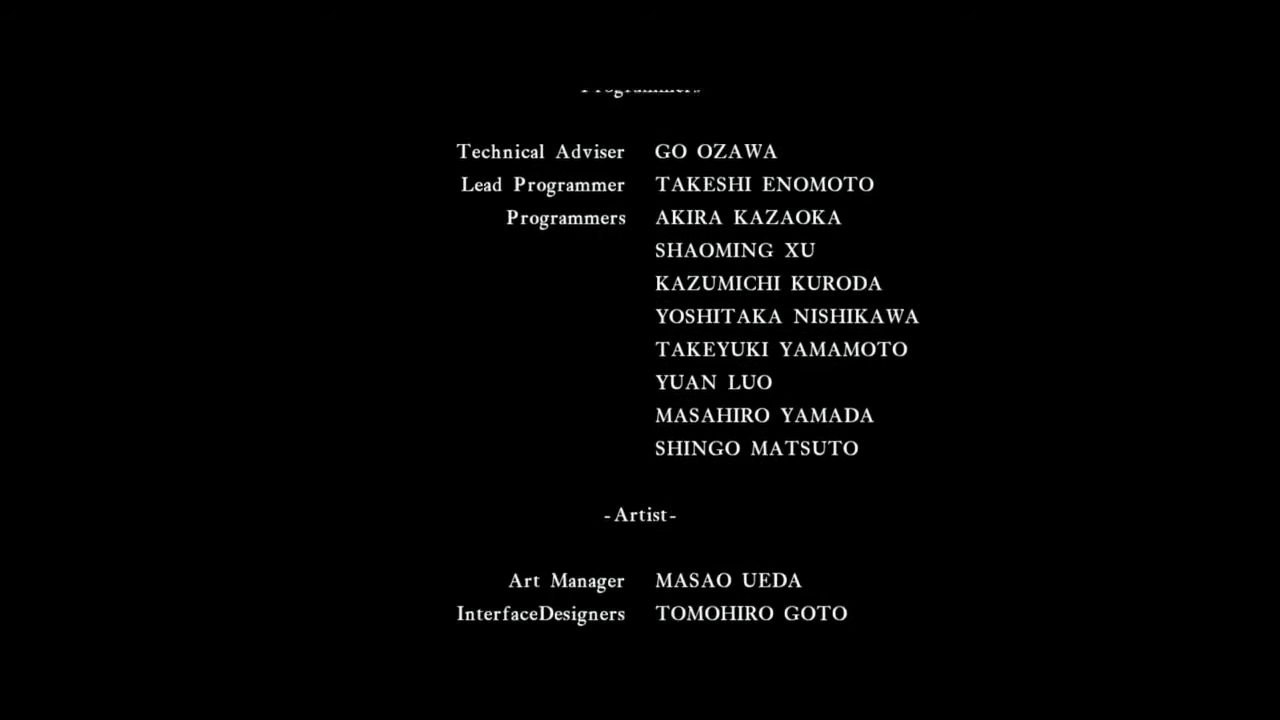 Programmers
Technical Adviser GO OZAWA
Lead Programmer TAKESHI ENOMOTO
Programmers AKIRA KAZAOKA
SHAOMING XU
KAZUMICHI KURODA
YOSHITAKA NISHIKAWA
TAKEYUKI YAMAMOTO
YUAN LUO
MASAHIRO YAMADA
SHINGO MATSUTO
-Artist-
Art Manager MASAO UEDA
InterfaceDesigners TOMOHIRO GOTO